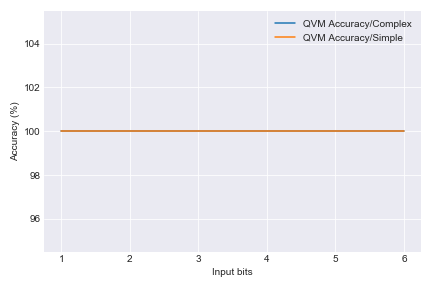 QVM Accuracy/Complex
QVM Accuracy/Simple
Accuracy (%)
104
102
100
98
96
1 2 3 4 5 6
Input bits